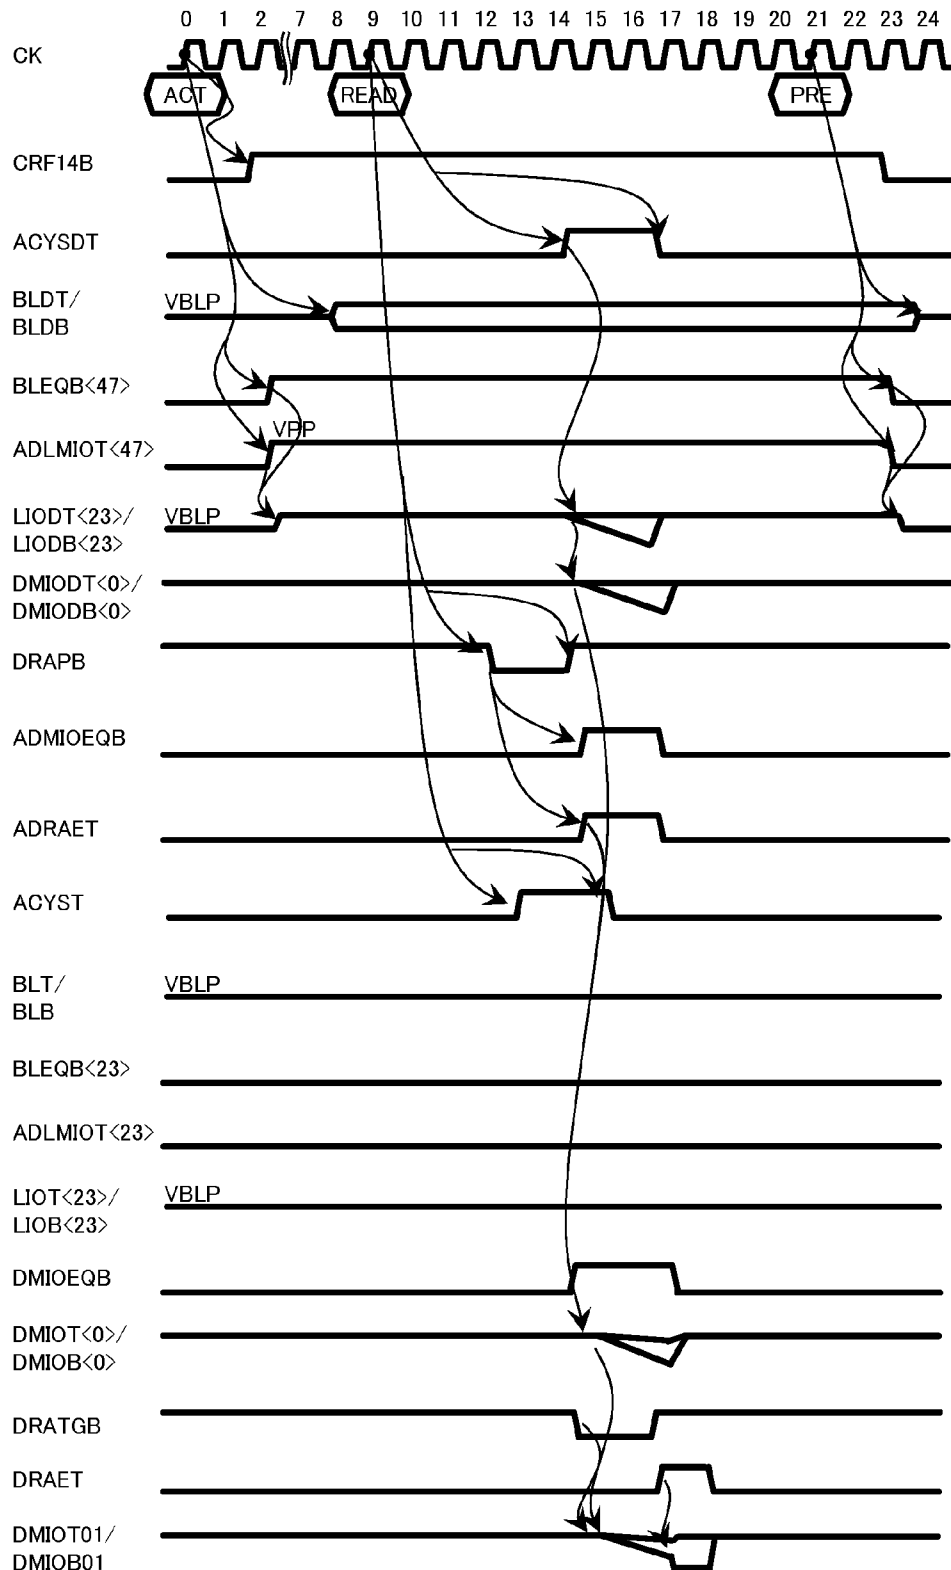 0 1 2 7 8 9 10 11 12 13 14 15 16 17 18 19 20 21 22 23 24
CK
ACT READ PRE
CRF14B
ACYSDT
BLDT/ VBLP
BLDB
BLEQB<47>
VPP
ADLMIOT<47>
LIODT<23>/ VBLP
LIODB<23>
DMIODT<0>/
DMIODB<0>
DRAPB
ADMIOEQB
ADRAET
ACYST
BLT/ VBLP
BLB
BLEQB<23>
ADLMIOT<23>
LIOT<23>/ VBLP
LIOB<23>
DMIOEQB
DMIOT<0>/
DMIOB<0>
DRATGB
DRAET
DMIOT01/
DMIOB01